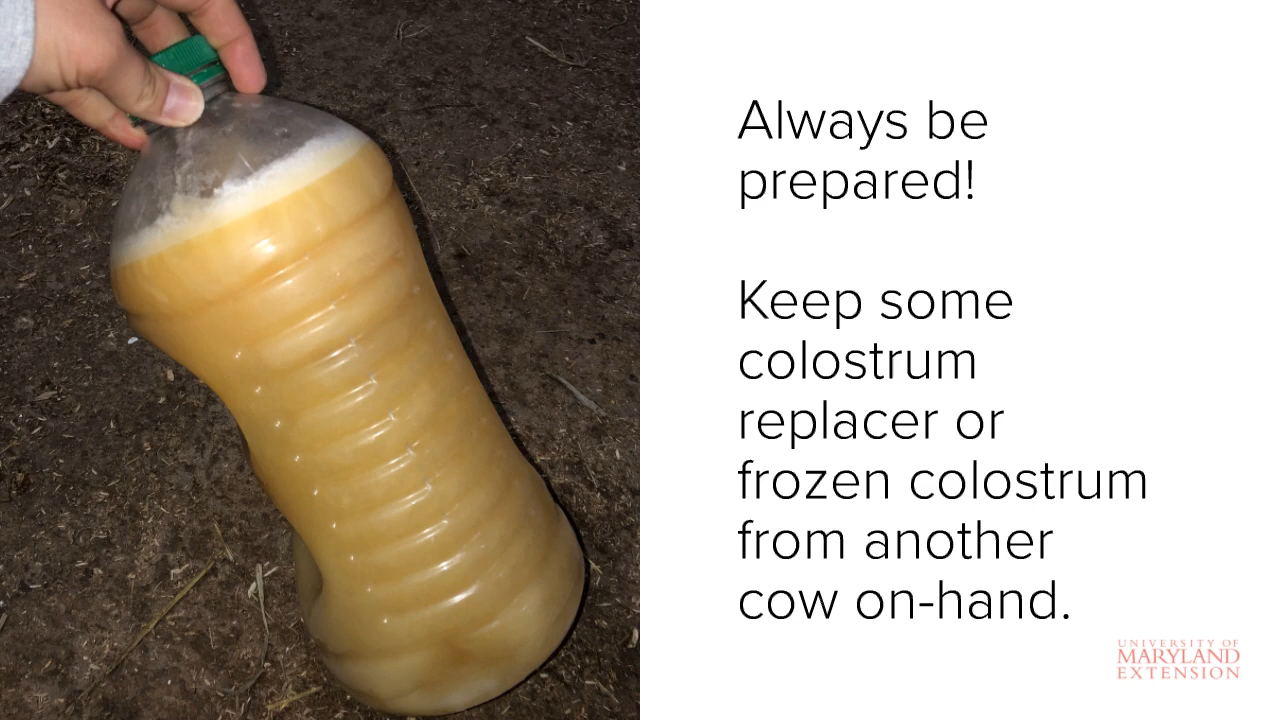 Always be
prepared!
Keep some
colostrum
replacer or
frozen colostrum
from another
cow on-hand.
UNIVERSITY OF
MARYLAND
EXTENSION